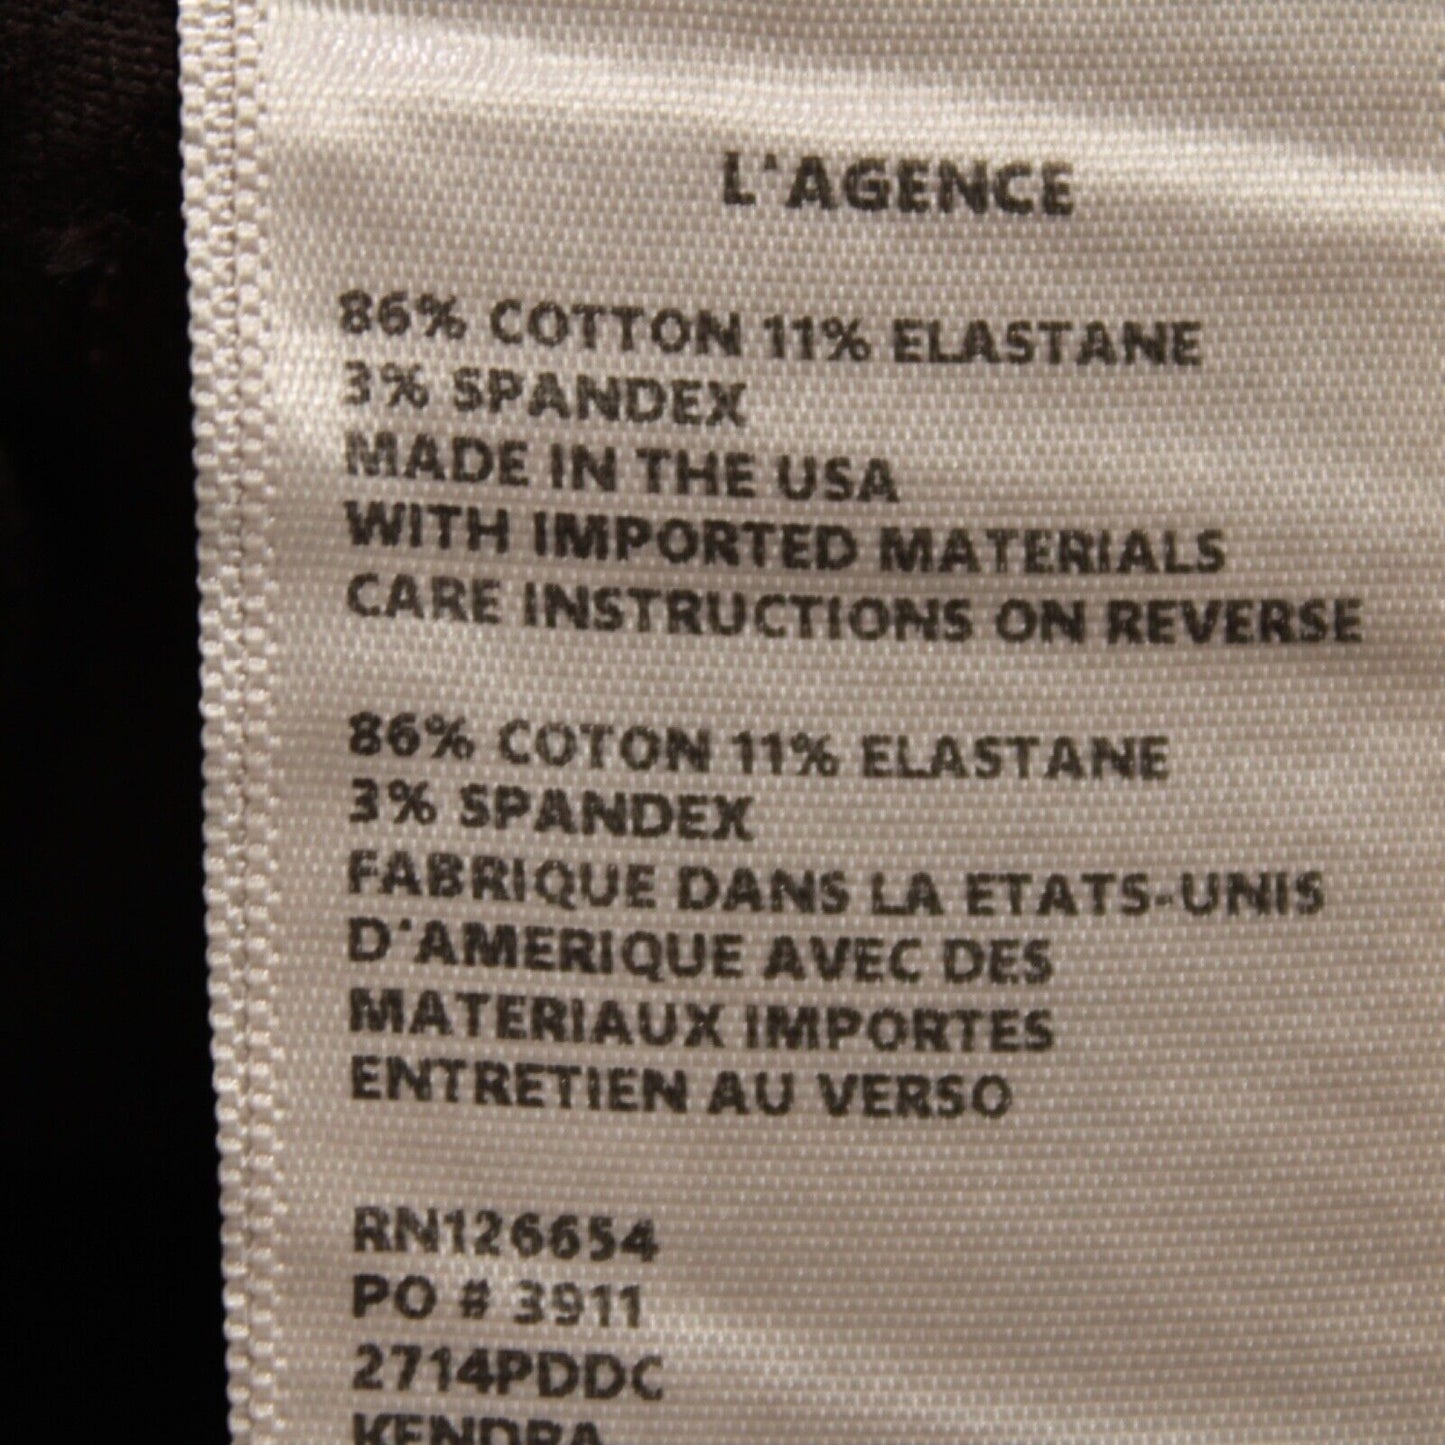 L'AGENCE
86% COTTON 11% ELASTANE
3% SPANDEX
MADE IN THE USA
WITH IMPORTED MATERIALS
CARE INSTRUCTIONS ON REVERSE
86% COTON 11% ELASTANE
3% SPANDEX
FABRIQUE DANS LA ETATS-UNIS
D'AMERIQUE AVEC DES
MATERIAUX IMPORTES
ENTRETIEN AU VERSO
RN126654
PO # 3911
2714PDDC
KENDRA